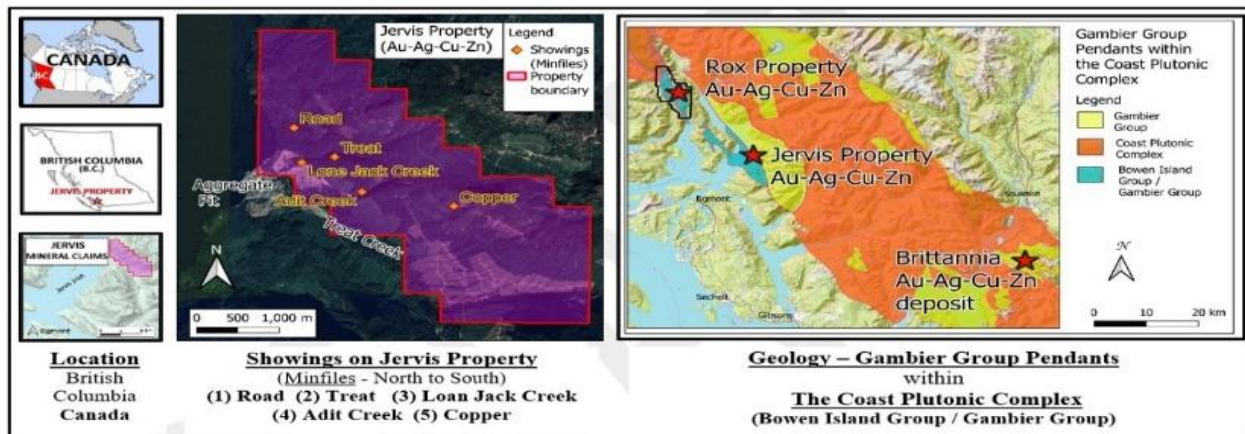 CANADA
B.C.
BRITISH COLUMBIA
(B.C.)
JERVIS PROPERTY
JERVIS
MINERAL CLAIMS
Jervis Inlet
Egmont
Location
British
Columbia
Canada
Jervis Property
(Au-Ag-Cu-Zn)
Legend
Showings
(Minfiles)
Property
boundary
Road
Treat
Lone Jack Creek
Aggregate
Pit
Adit Creek
Copper
Treat Creek
N
0 500 1,000 m
Showings on Jervis Property
(Minfiles - North to South)
(1) Road (2) Treat (3) Loan Jack Creek
(4) Adit Creek (5) Copper
Rox Property
Au-Ag-Cu-Zn
Jervis Property
Au-Ag-Cu-Zn
Egmont
Squamish
Brittannia
Au-Ag-Cu-Zn
deposit
Sechelt
Gibsons
Gambier Group
Pendants within
the Coast Plutonic
Complex
Legend
Gambier
Group
Coast Plutonic
Complex
Bowen Island
Group /
Gambier Group
N
0 10 20 km
Geology – Gambier Group Pendants
within
The Coast Plutonic Complex
(Bowen Island Group / Gambier Group)